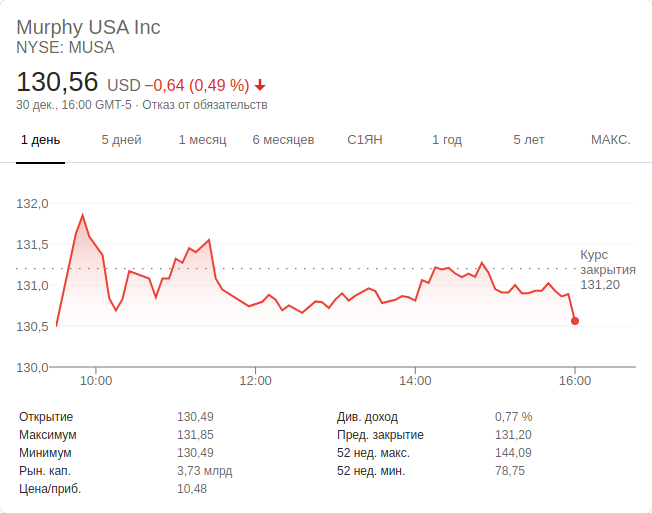 Murphy USA Inc
NYSE: MUSA
130,56 USD −0,64 (0,49 %)
30 дек., 16:00 GMT-5 · Отказ от обязательств
1 день 5 дней 1 месяц 6 месяцев С1ЯН 1 год 5 лет МАКС.
132,0
131,5
131,0
130,5
130,0
Курс
закрытия
131,20
10:00 12:00 14:00 16:00
Открытие 130,49 Див. доход 0,77 %
Максимум 131,85 Пред. закрытие 131,20
Минимум 130,49 52 нед. макс. 144,09
Рын. кап. 3,73 млрд 52 нед. мин. 78,75
Цена/приб. 10,48